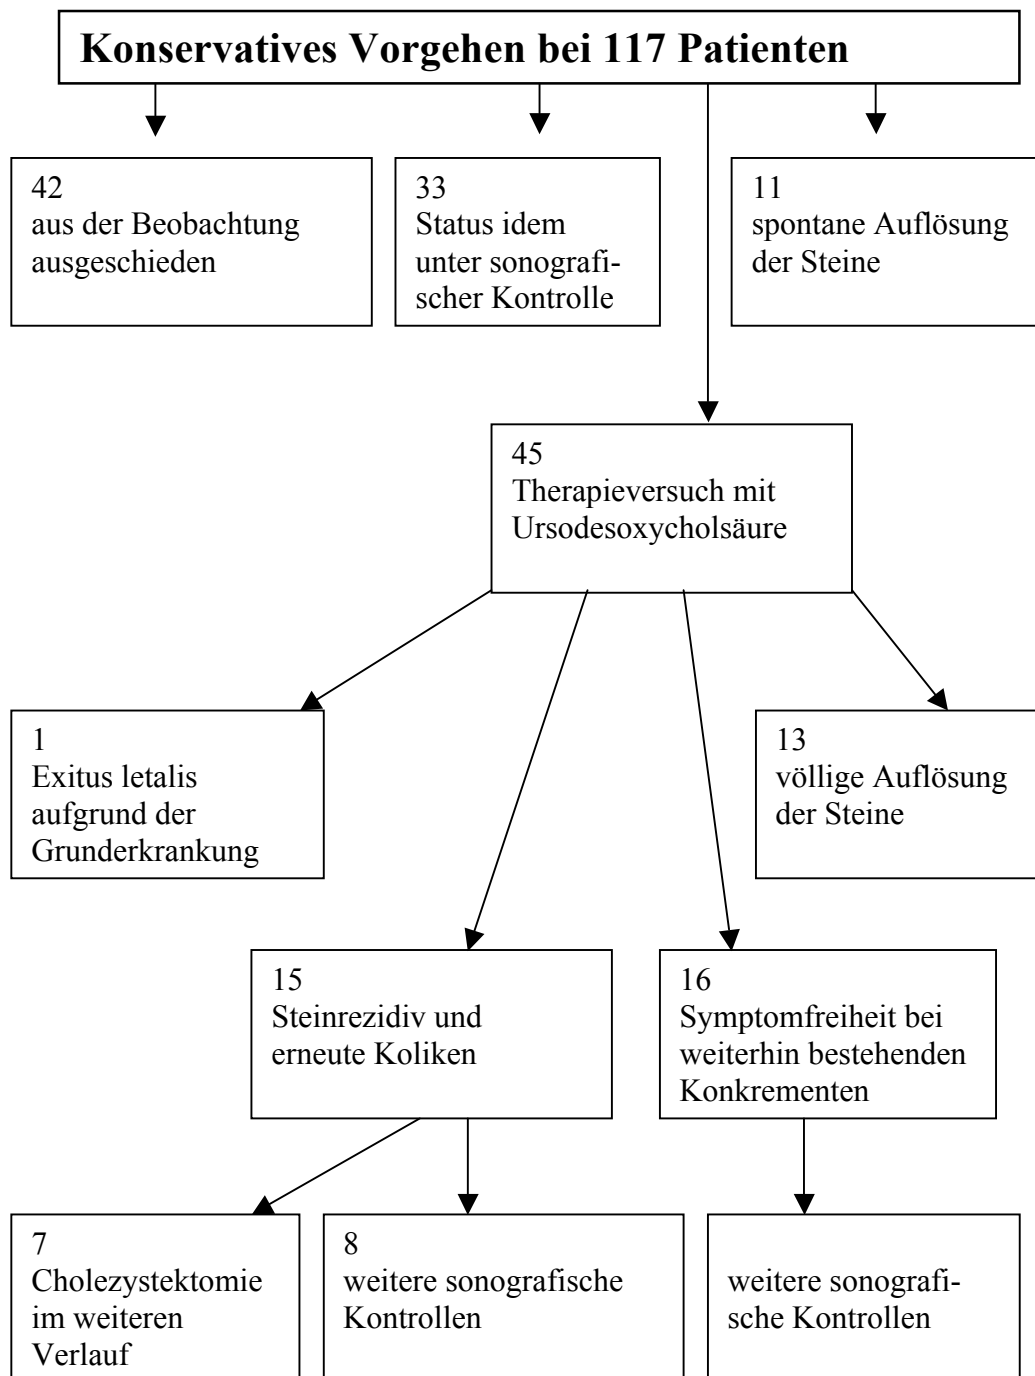 Konservatives Vorgehen bei 117 Patienten
42
aus der Beobachtung
ausgeschieden
33
Status idem
unter sonografi-
scher Kontrolle
11
spontane Auflösung
der Steine
45
Therapieversuch mit
Ursodesoxycholsäure
1
Exitus letalis
aufgrund der
Grunderkrankung
13
völlige Auflösung
der Steine
15
Steinrezidiv und
erneute Koliken
16
Symptomfreiheit bei
weiterhin bestehenden
Konkrementen
7
Cholezystektomie
im weiteren
Verlauf
8
weitere sonografische
Kontrollen
weitere sonografi-
sche Kontrollen